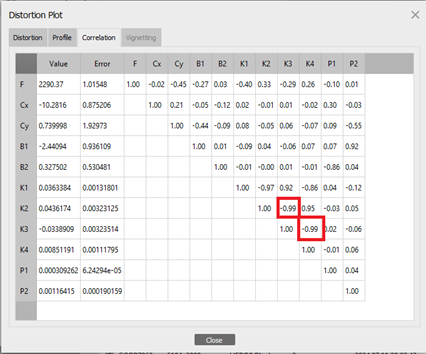 Distortion Plot
Distortion Profile Correlation Vignetting
Value Error F Cx Cy B1 B2 K1 K2 K3 K4 P1 P2
F 2290.37 1.01548 1.00 -0.02 -0.45 -0.27 0.03 -0.40 0.33 -0.29 0.26 -0.10 0.01
Cx -10.2816 0.875206 1.00 0.21 -0.05 -0.12 0.02 -0.01 0.01 -0.02 0.30 -0.03
Cy 0.739998 1.92973 1.00 -0.44 -0.09 0.08 -0.05 0.06 -0.07 0.09 -0.55
B1 -2.44094 0.936109 1.00 0.01 -0.09 0.04 -0.06 0.07 0.07 0.92
B2 0.327502 0.530481 1.00 -0.01 -0.00 0.01 -0.01 -0.86 0.04
K1 0.0363384 0.00131801 1.00 -0.97 0.92 -0.86 0.04 -0.12
K2 0.0436174 0.00323125 1.00 -0.99 0.95 -0.03 0.05
K3 -0.0338909 0.00323514 1.00 -0.99 0.02 -0.06
K4 0.00851191 0.00111795 1.00 -0.01 0.06
P1 0.000309262 6.24294e-05 1.00 0.04
P2 0.00116415 0.000190159 1.00
Close